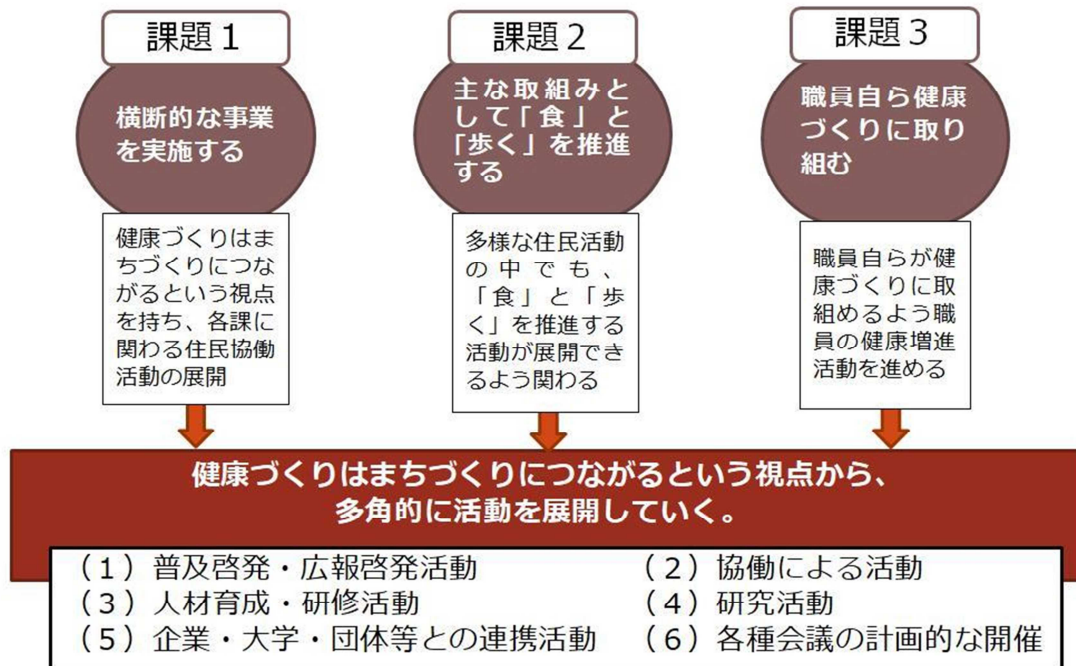 課題１
横断的な事業
を実施する
健康づくりはま
ちづくりにつな
がるという視点
を持ち、各課に
関わる住民協働
活動の展開
課題２
主な取組みと
して「食」と
「歩く」を推進
する
多様な住民活動
の中でも、
「食」と「歩
く」を推進する
活動が展開でき
るよう関わる
課題３
職員自ら健康
づくりに取り
組む
職員自らが健
康づくりに取
組めるよう職
員の健康増進
活動を進める
健康づくりはまちづくりにつながるという視点から、
多角的に活動を展開していく。
（１）普及啓発・広報啓発活動
（２）協働による活動
（３）人材育成・研修活動
（４）研究活動
（５）企業・大学・団体等との連携活動
（６）各種会議の計画的な開催